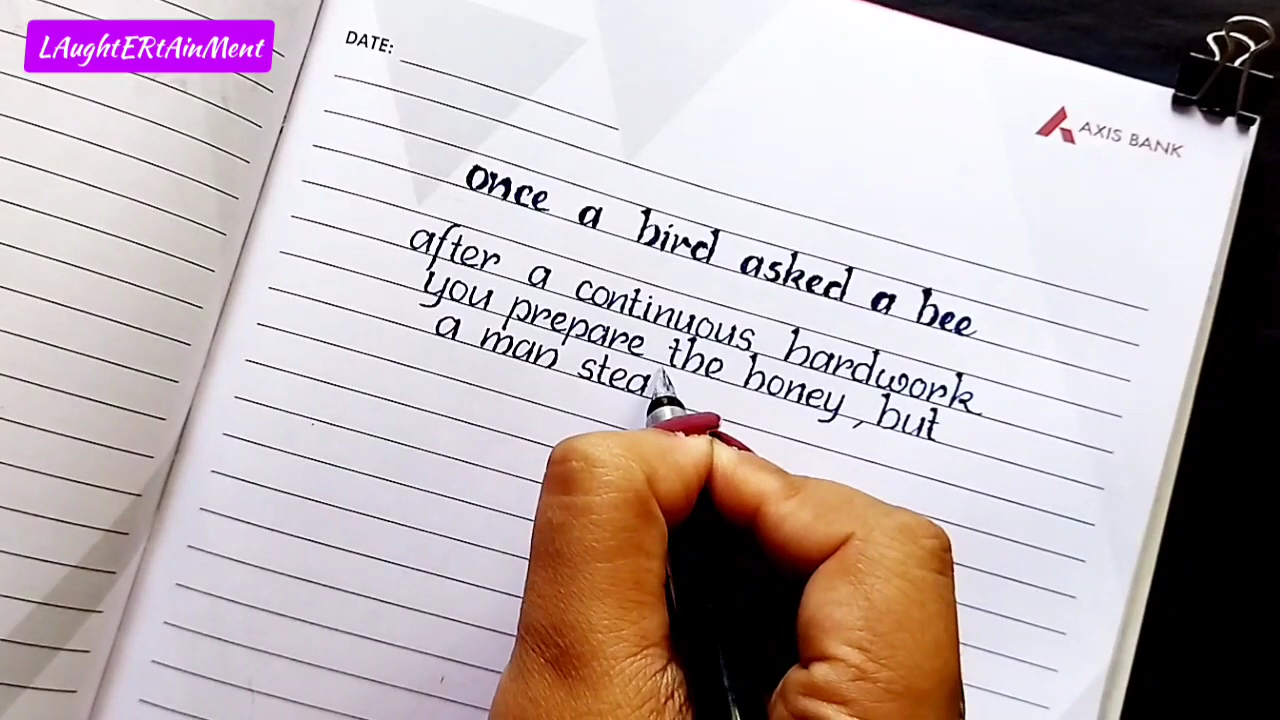 LAughtERtAinMent
DATE:
AXIS BANK
once a bird asked a bee
after a continuous hardwork
you prepare the honey, but
a man stea